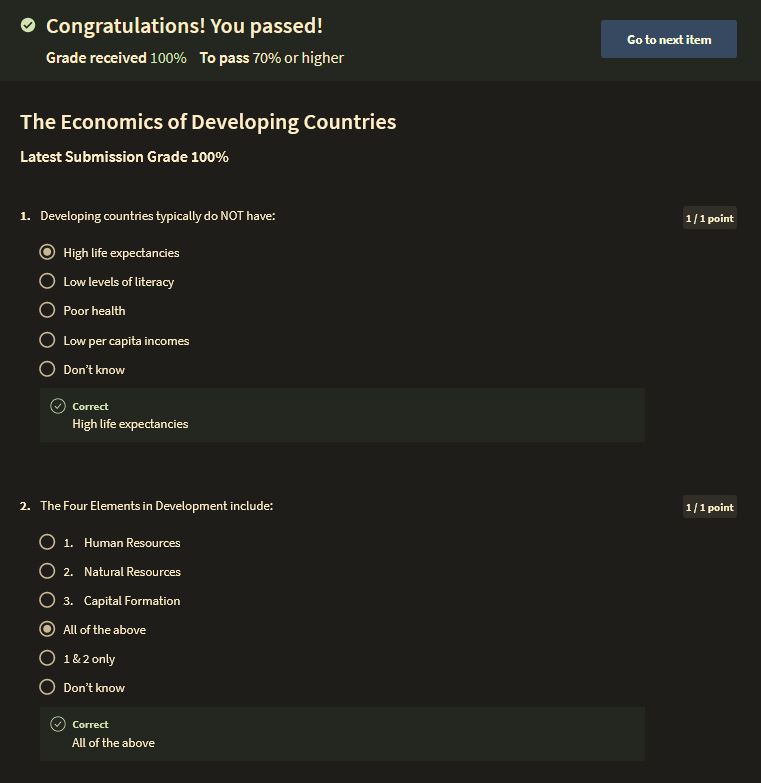 Congratulations! You passed!
Go to next item
Grade received 100% To pass 70% or higher
The Economics of Developing Countries
Latest Submission Grade 100%
1. Developing countries typically do NOT have:
1 / 1 point
High life expectancies
Low levels of literacy
Poor health
Low per capita incomes
Don't know
Correct
High life expectancies
2. The Four Elements in Development include:
1 / 1 point
1. Human Resources
2. Natural Resources
3. Capital Formation
All of the above
1 & 2 only
Don't know
Correct
All of the above